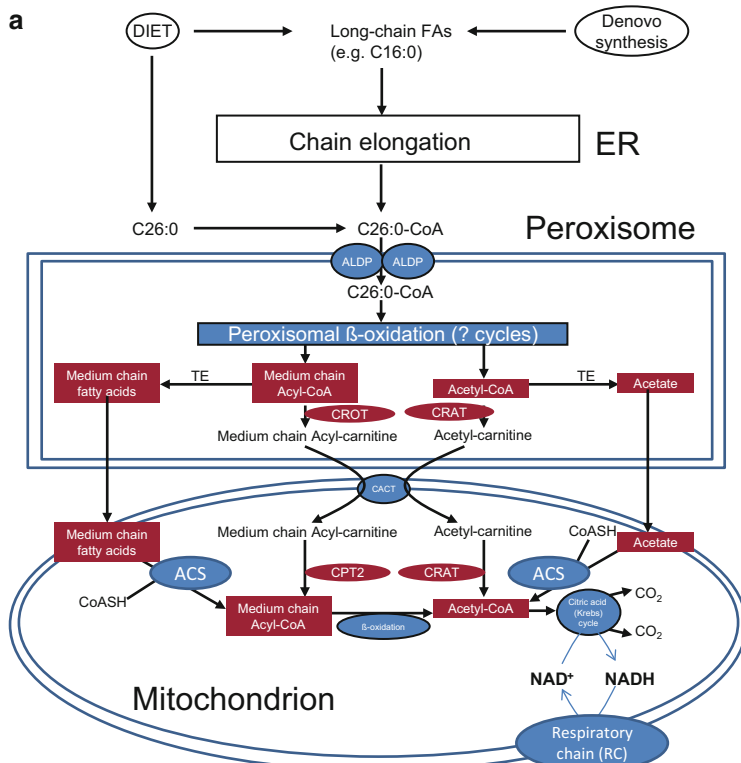 a
DIET
Long-chain FAs
(e.g. C16:0)
Denovo
synthesis
Chain elongation
ER
C26:0
C26:0-CoA
Peroxisome
ALDP
ALDP
C26:0-CoA
Peroxisomal ß-oxidation (? cycles)
Medium chain
fatty acids
TE
Medium chain
Acyl-CoA
Acetyl-CoA
TE
Acetate
CROT
CRAT
Medium chain Acyl-carnitine
Acetyl-carnitine
CACT
Medium chain Acyl-carnitine
Acetyl-carnitine
CoASH
Medium chain
fatty acids
Acetate
ACS
CPT2
CRAT
ACS
CoASH
Medium chain
Acyl-CoA
ß-oxidation
Acetyl-CoA
Citric acid
(Krebs)
cycle
CO₂
CO₂
NAD⁺
NADH
Mitochondrion
Respiratory
chain (RC)